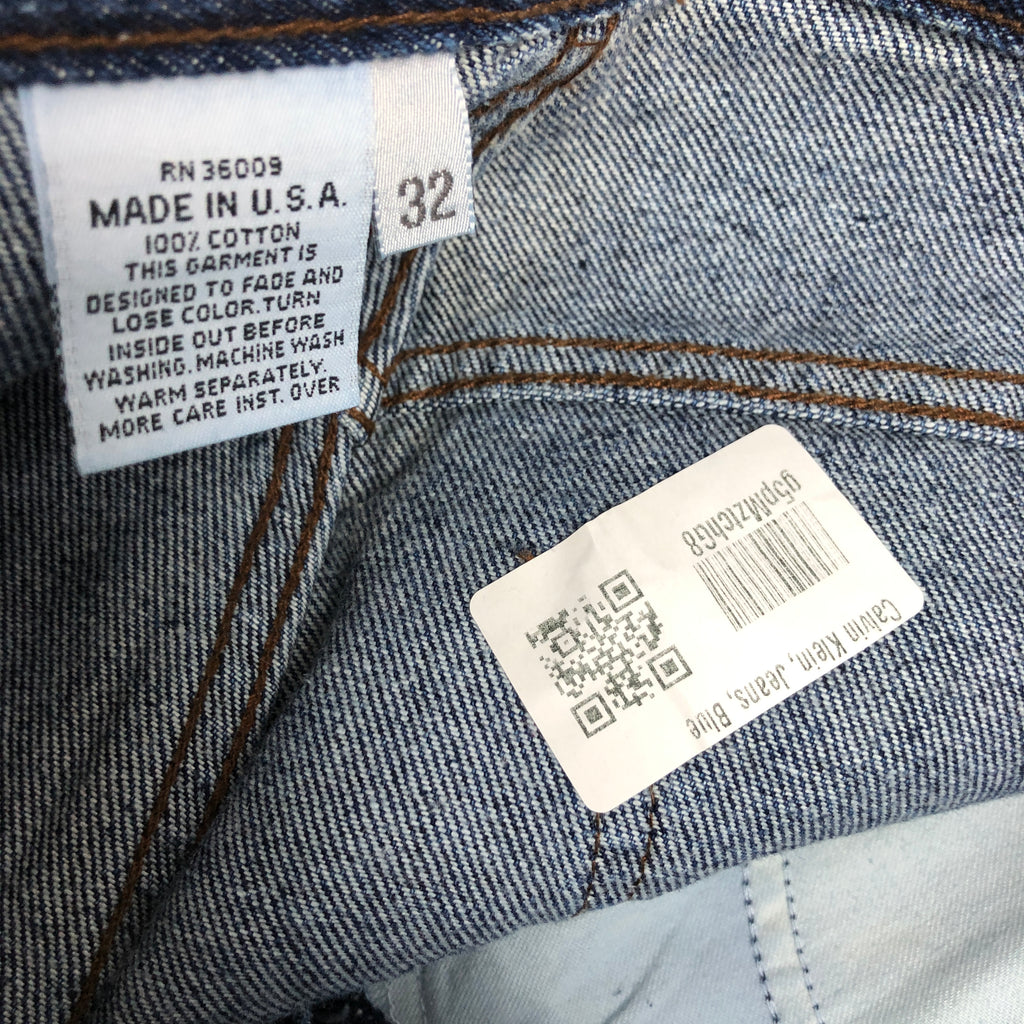 RN 36009
MADE IN U.S.A.
100% COTTON
THIS GARMENT IS
DESIGNED TO FADE AND
LOSE COLOR.TURN
INSIDE OUT BEFORE
WASHING. MACHINE WASH
WARM SEPARATELY.
MORE CARE INST. OVER
32
g5pMztchG8
Calvin Klein, Jeans, Blue